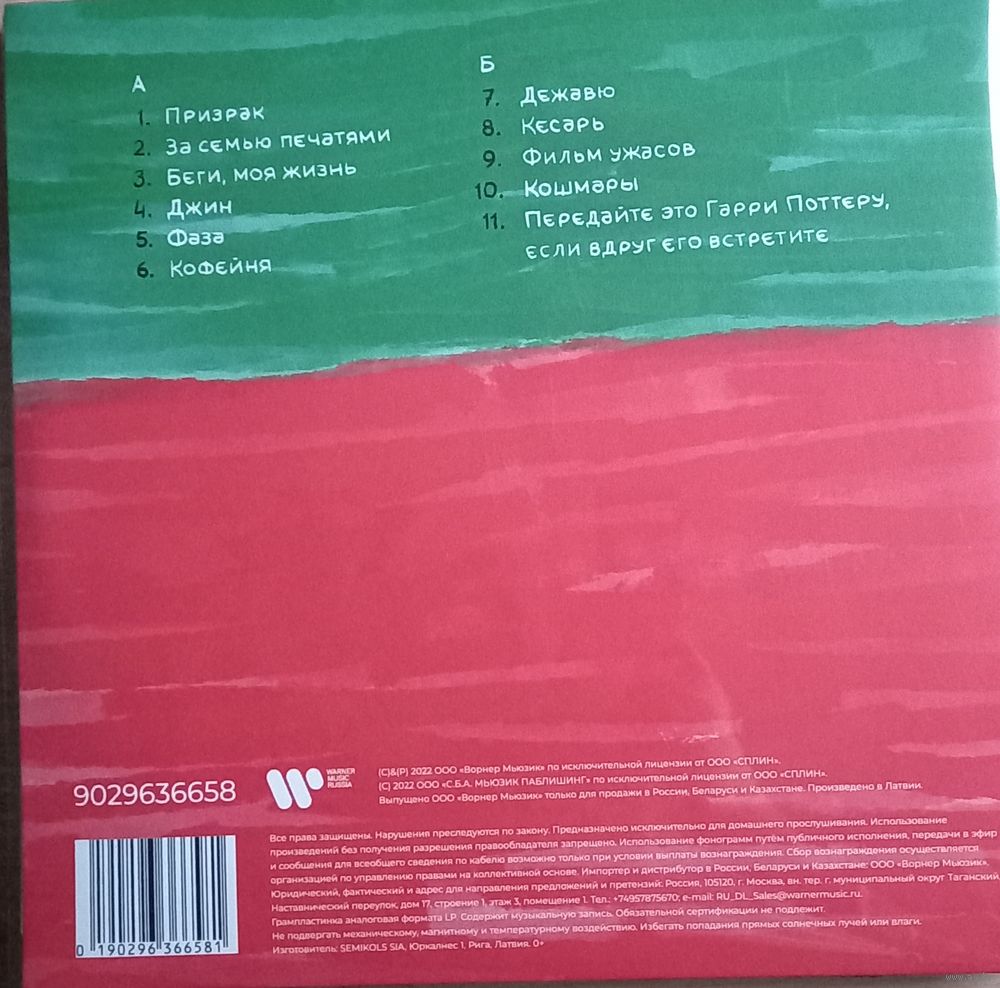 А
1. Призрак
2. За семью печатями
3. Беги, моя жизнь
4. Джин
5. Фаза
6. Кофейня
Б
7. Дежавю
8. Кесарь
9. Фильм ужасов
10. Кошмары
11. Передайте это Гарри Поттеру,
если вдруг его встретите
9029636658
WARNER
MUSIC
RUSSIA
(C)&(P) 2022 ООО «Ворнер Мьюзик» по исключительной лицензии от ООО «СПЛИН».
(C) 2022 ООО «С.Б.А. МЬЮЗИК ПАБЛИШИНГ» по исключительной лицензии от ООО «СПЛИН».
Выпущено ООО «Ворнер Мьюзик» только для продажи в России, Беларуси и Казахстане. Произведено в Латвии.
Все права защищены. Нарушения преследуются по закону. Предназначено исключительно для домашнего прослушивания. Использование
произведений без получения разрешения правообладателя запрещено. Использование фонограмм путём публичного исполнения, передачи в эфир
и сообщения для всеобщего сведения по кабелю возможно только при условии выплаты вознаграждения. Сбор вознаграждения осуществляется
организацией по управлению правами на коллективной основе. Импортер и дистрибутор в России, Беларуси и Казахстане: ООО «Ворнер Мьюзик».
Юридический, фактический и адрес для направления предложений и претензий: Россия, 105120, г. Москва, вн. тер. г. муниципальный округ Таганский,
Наставнический переулок, дом 17, строение 1, этаж 3, помещение 1. Тел.: +74957875670; e-mail: RU_DL_Sales@warnermusic.ru.
Грампластинка аналоговая формата LP. Содержит музыкальную запись. Обязательной сертификации не подлежит.
Не подвергать механическому, магнитному и температурному воздействию. Избегать попадания прямых солнечных лучей или влаги.
Изготовитель: SEMIKOLS SIA, Юркалнес 1, Рига, Латвия. 0+
0 190296 366581